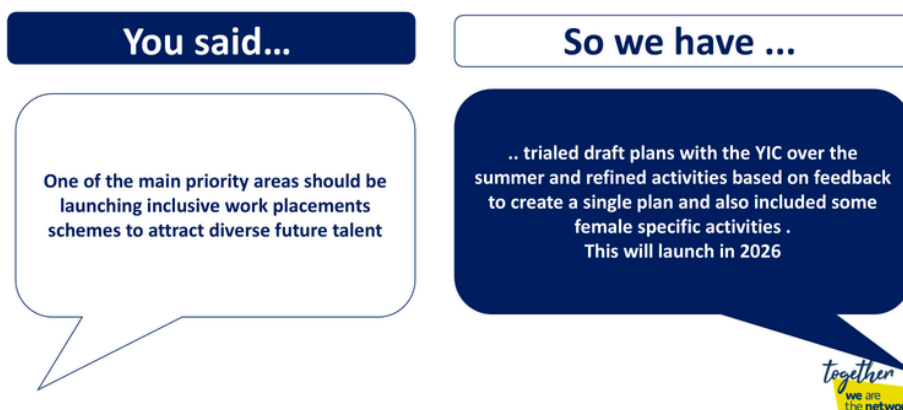 You said...
So we have ...
One of the main priority areas should be
launching inclusive work placements
schemes to attract diverse future talent
.. trialed draft plans with the YIC over the
summer and refined activities based on feedback
to create a single plan and also included some
female specific activities .
This will launch in 2026
together
we are
the